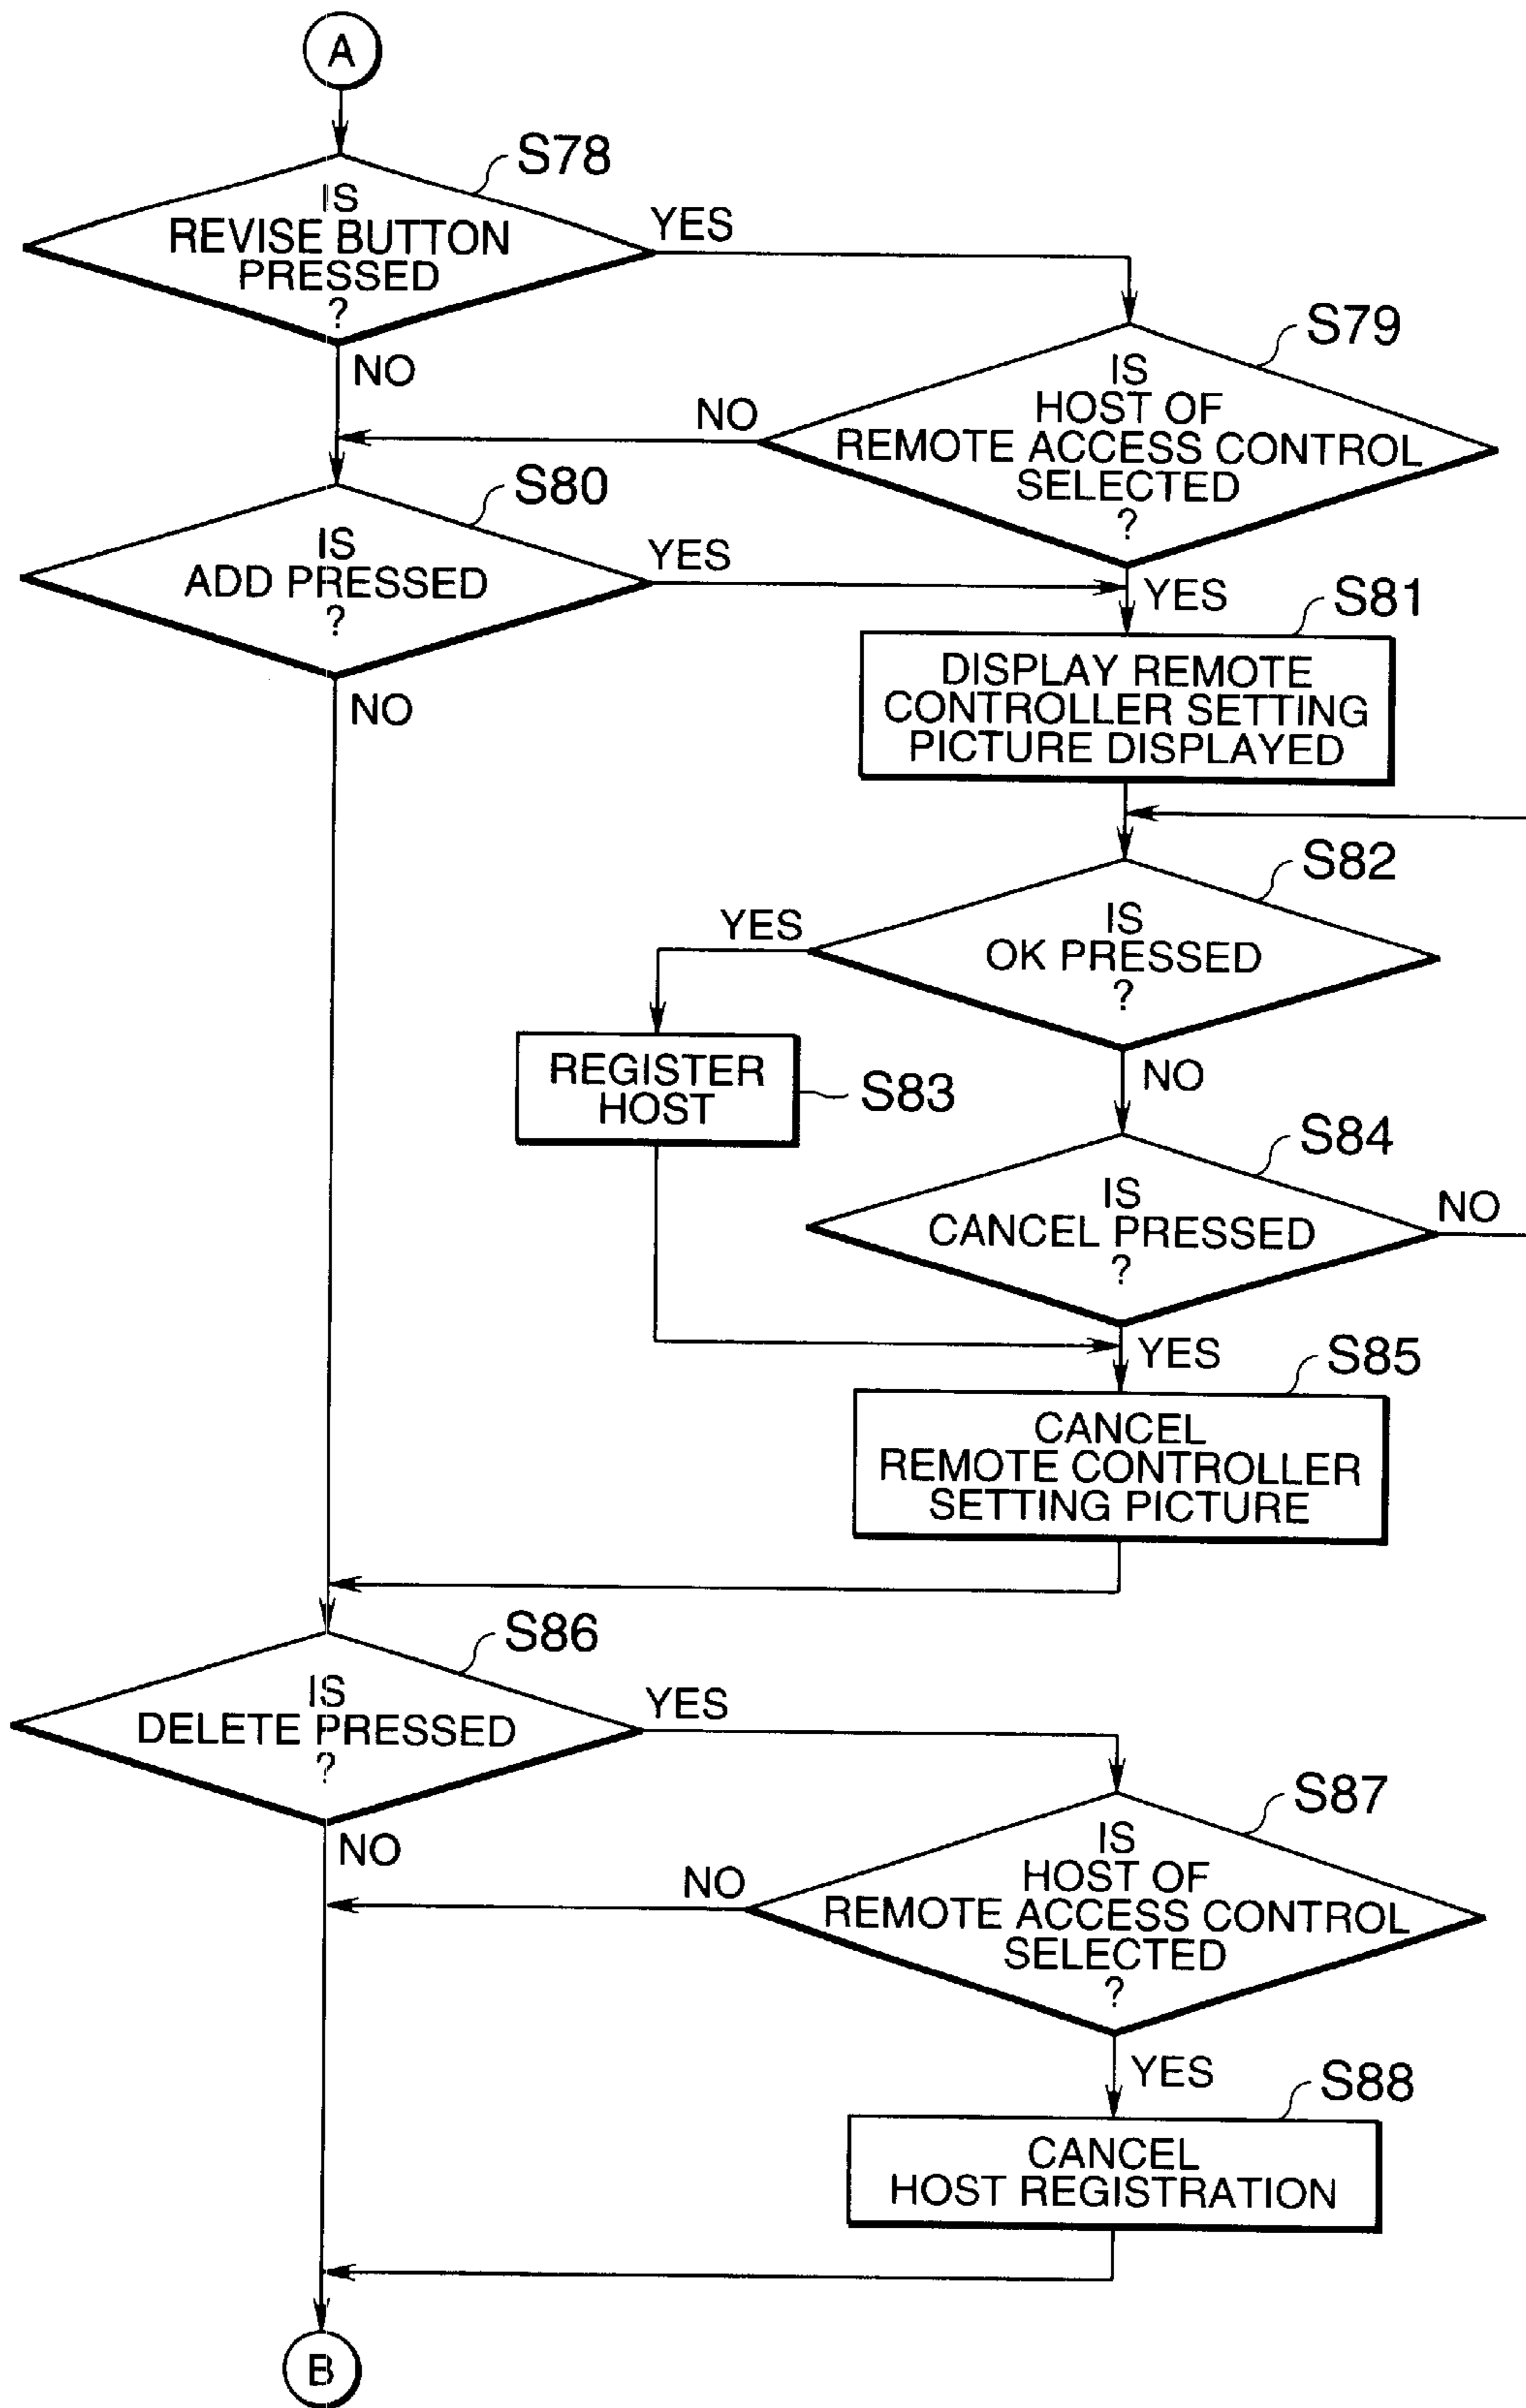 A
S78
IS
REVISE BUTTON
PRESSED
?
YES
NO
S79
IS
HOST OF
REMOTE ACCESS CONTROL
SELECTED
?
NO
YES
S80
IS
ADD PRESSED
?
YES
NO
S81
DISPLAY REMOTE
CONTROLLER SETTING
PICTURE DISPLAYED
S82
IS
OK PRESSED
?
YES
NO
REGISTER
HOST
S83
S84
IS
CANCEL PRESSED
?
NO
YES
S85
CANCEL
REMOTE CONTROLLER
SETTING PICTURE
S86
IS
DELETE PRESSED
?
YES
NO
S87
IS
HOST OF
REMOTE ACCESS CONTROL
SELECTED
?
NO
YES
S88
CANCEL
HOST REGISTRATION
B